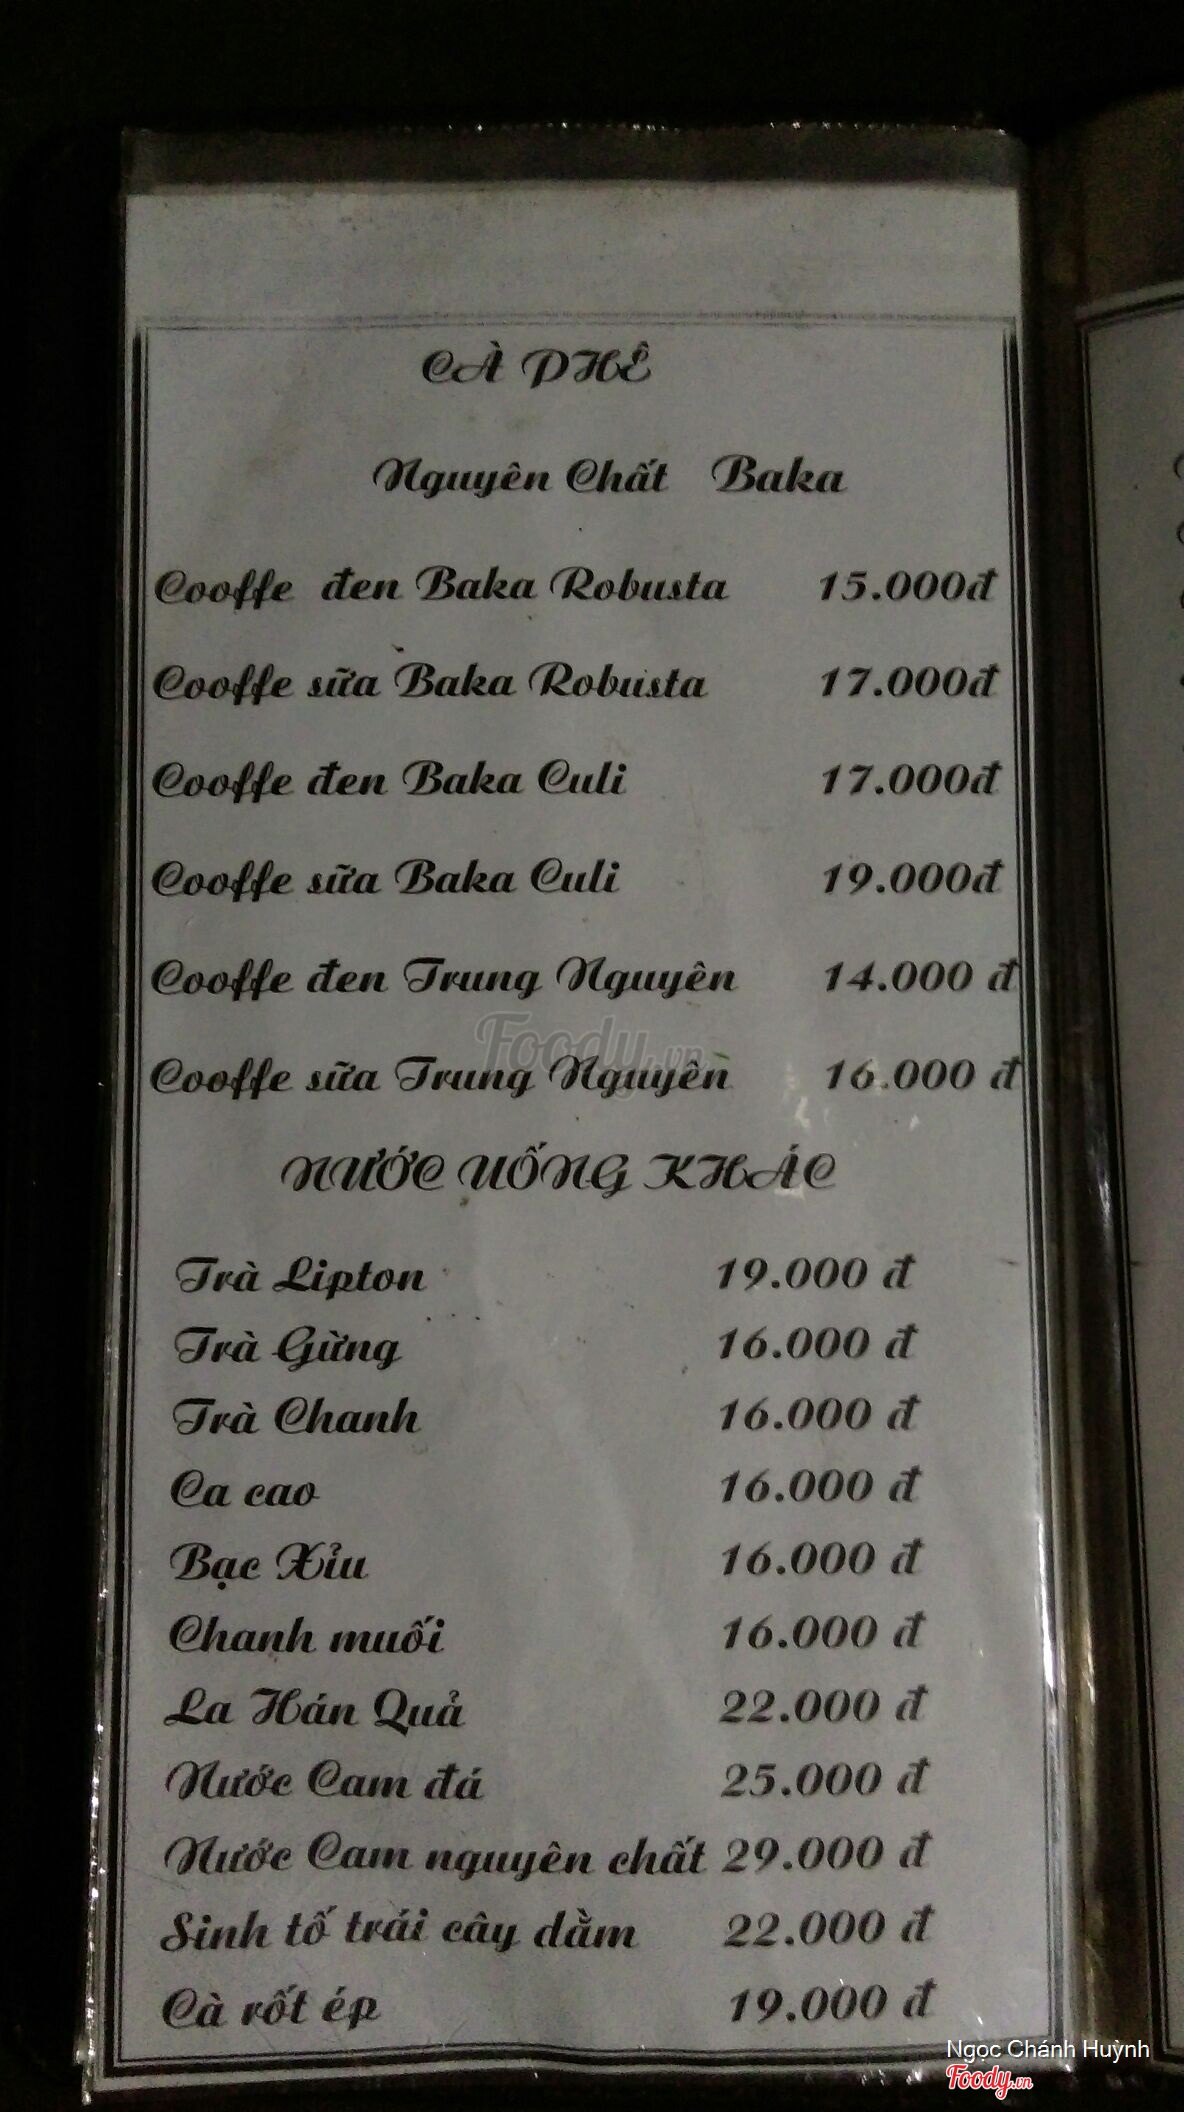 CÀ PHÊ
Nguyên Chất Baka
Cooffe đen Baka Robusta 15.000đ
Cooffe sữa Baka Robusta 17.000đ
Cooffe đen Baka Culi 17.000đ
Cooffe sữa Baka Culi 19.000đ
Cooffe đen Trung Nguyên 14.000 đ
Foody.vn
Cooffe sữa Trung Nguyên 16.000 đ
NƯỚC UỐNG KHÁC
Trà Lipton 19.000 đ
Trà Gừng 16.000 đ
Trà Chanh 16.000 đ
Ca cao 16.000 đ
Bạc Xỉu 16.000 đ
Chanh muối 16.000 đ
La Hán Quả 22.000 đ
Nước Cam đá 25.000 đ
Nước Cam nguyên chất 29.000 đ
Sinh tố trái cây dằm 22.000 đ
Cà rốt ép 19.000 đ
Ngọc Chánh Huỳnh
Foody.vn